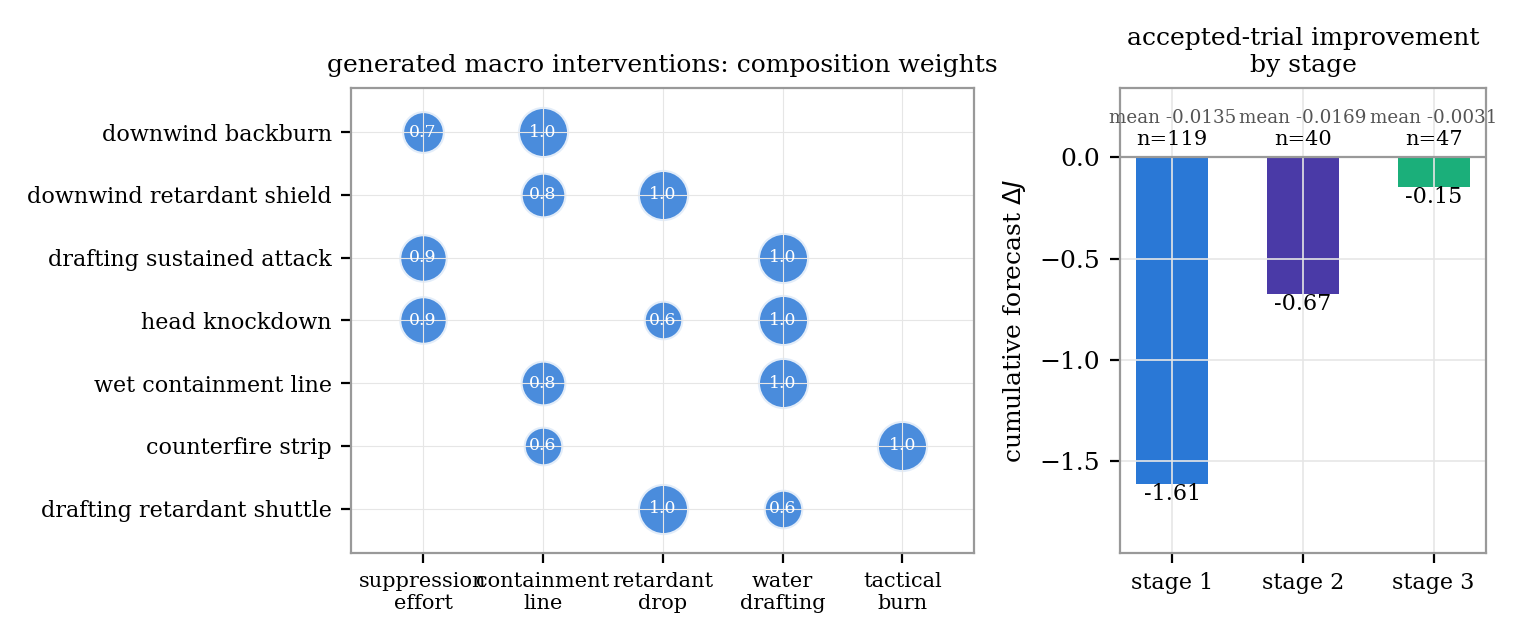 generated macro interventions: composition weights
downwind backburn
0.7
1.0
downwind retardant shield
0.8
1.0
drafting sustained attack
0.9
1.0
head knockdown
0.9
0.6
1.0
wet containment line
0.8
1.0
counterfire strip
0.6
1.0
drafting retardant shuttle
1.0
0.6
suppression
effort
containment
line
retardant
drop
water
drafting
tactical
burn
accepted-trial improvement
by stage
mean -0.0135
mean -0.0169
mean -0.0031
n=119
n=40
n=47
cumulative forecast ΔJ
0.0
−0.5
−1.0
−1.5
-1.61
-0.67
-0.15
stage 1
stage 2
stage 3